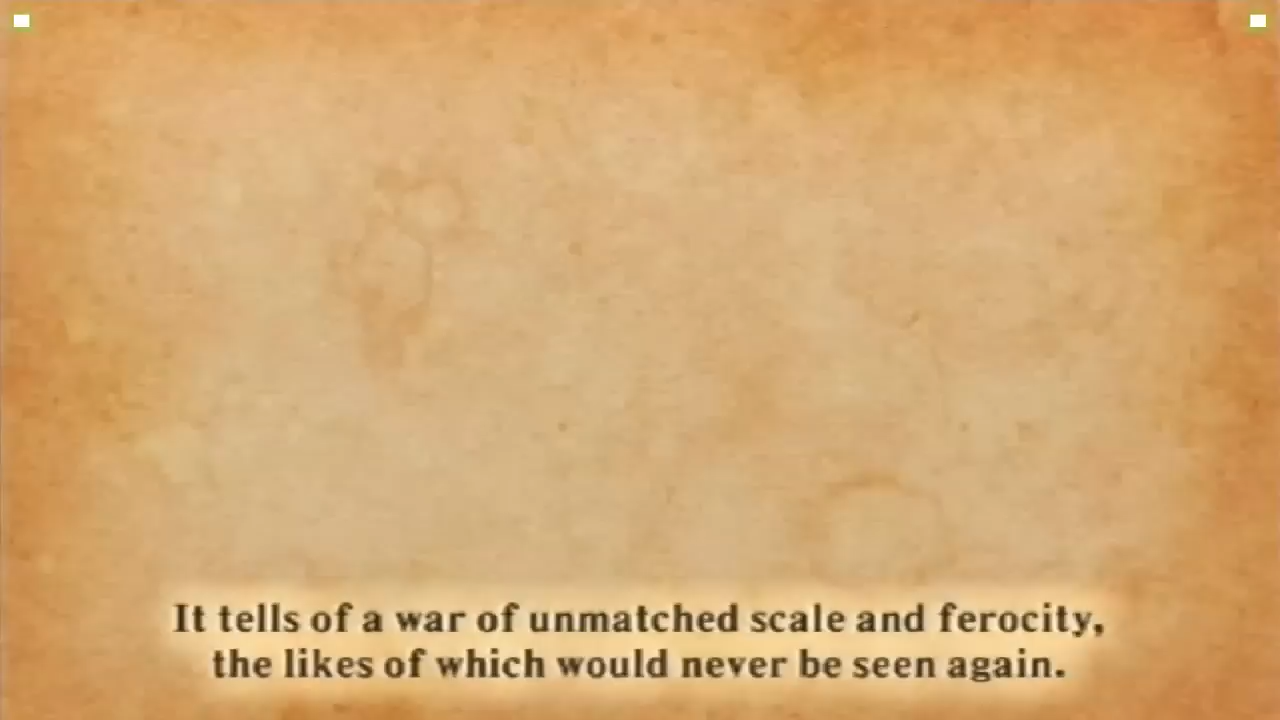 It tells of a war of unmatched scale and ferocity,
the likes of which would never be seen again.